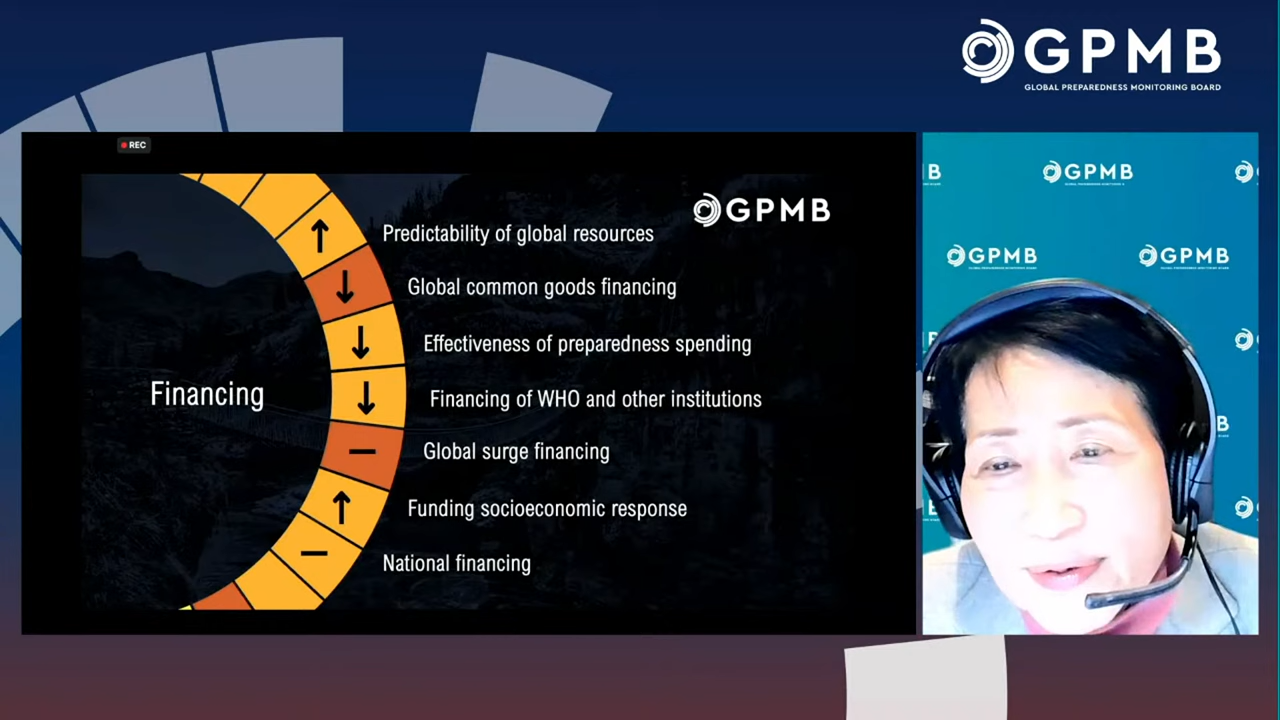 GPMB
GLOBAL PREPAREDNESS MONITORING BOARD
REC
GPMB
Predictability of global resources
Global common goods financing
Effectiveness of preparedness spending
Financing
Financing of WHO and other institutions
Global surge financing
Funding socioeconomic response
National financing
GPMB
GPMB
GPMB